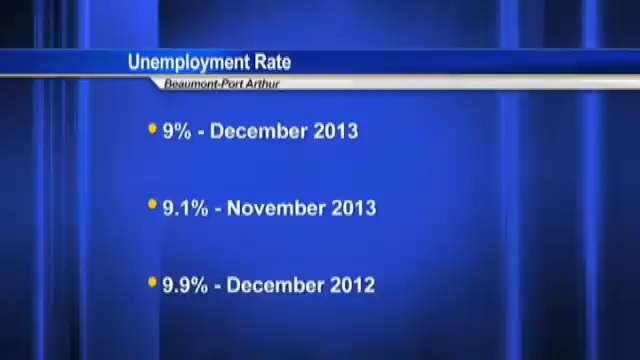 Unemployment Rate
Beaumont-Port Arthur
9% - December 2013
9.1% - November 2013
9.9% - December 2012